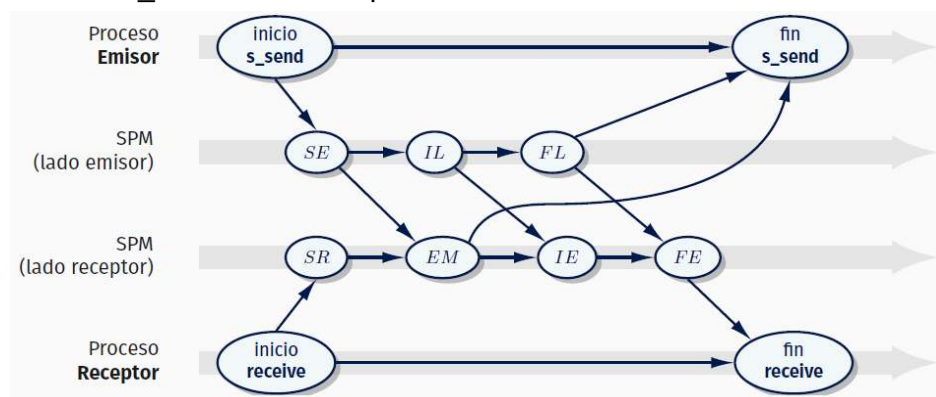 Proceso
Emisor
inicio
s_send
fin
s_send
SPM
(lado emisor)
SE
IL
FL
SPM
(lado receptor)
SR
EM
IE
FE
Proceso
Receptor
inicio
receive
fin
receive